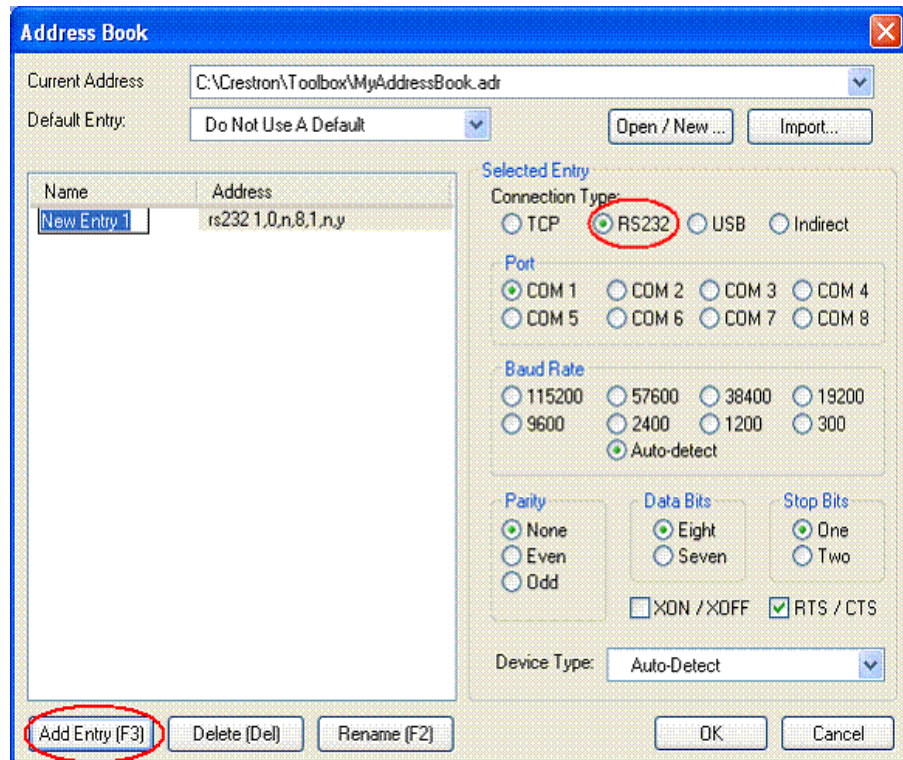 Address Book
Current Address C:\Crestron\Toolbox\MyAddressBook.adr
Default Entry: Do Not Use A Default Open / New ... Import...
Name Address
New Entry 1 rs232 1,0,n,8,1,n,y
Selected Entry
Connection Type:
TCP RS232 USB Indirect
Port
COM 1 COM 2 COM 3 COM 4
COM 5 COM 6 COM 7 COM 8
Baud Rate
115200 57600 38400 19200
9600 2400 1200 300
Auto-detect
Parity Data Bits Stop Bits
None Eight One
Even Seven Two
Odd
XON / XOFF RTS / CTS
Device Type: Auto-Detect
Add Entry (F3) Delete (Del) Rename (F2) OK Cancel